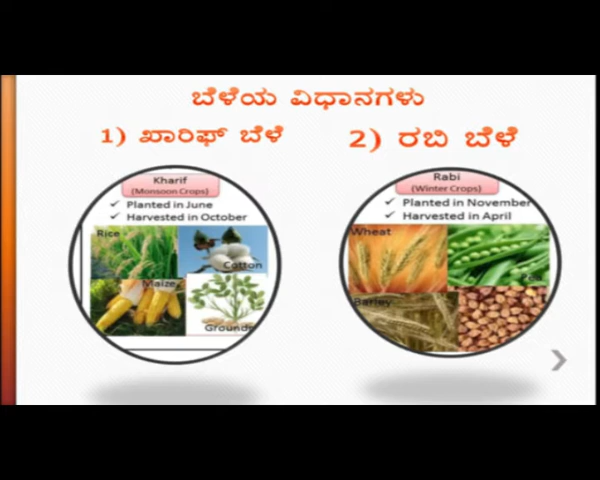 ಬೆಳೆಯ ವಿಧಾನಗಳು
1) ಖಾರಿಫ್ ಬೆಳೆ
2) ರಬಿ ಬೆಳೆ
Kharif
(Monsoon Crops)
✓ Planted in June
✓ Harvested in October
Rice
Cotton
Maize
Rabi
(Winter Crops)
✓ Planted in November
✓ Harvested in April
Wheat
Barley